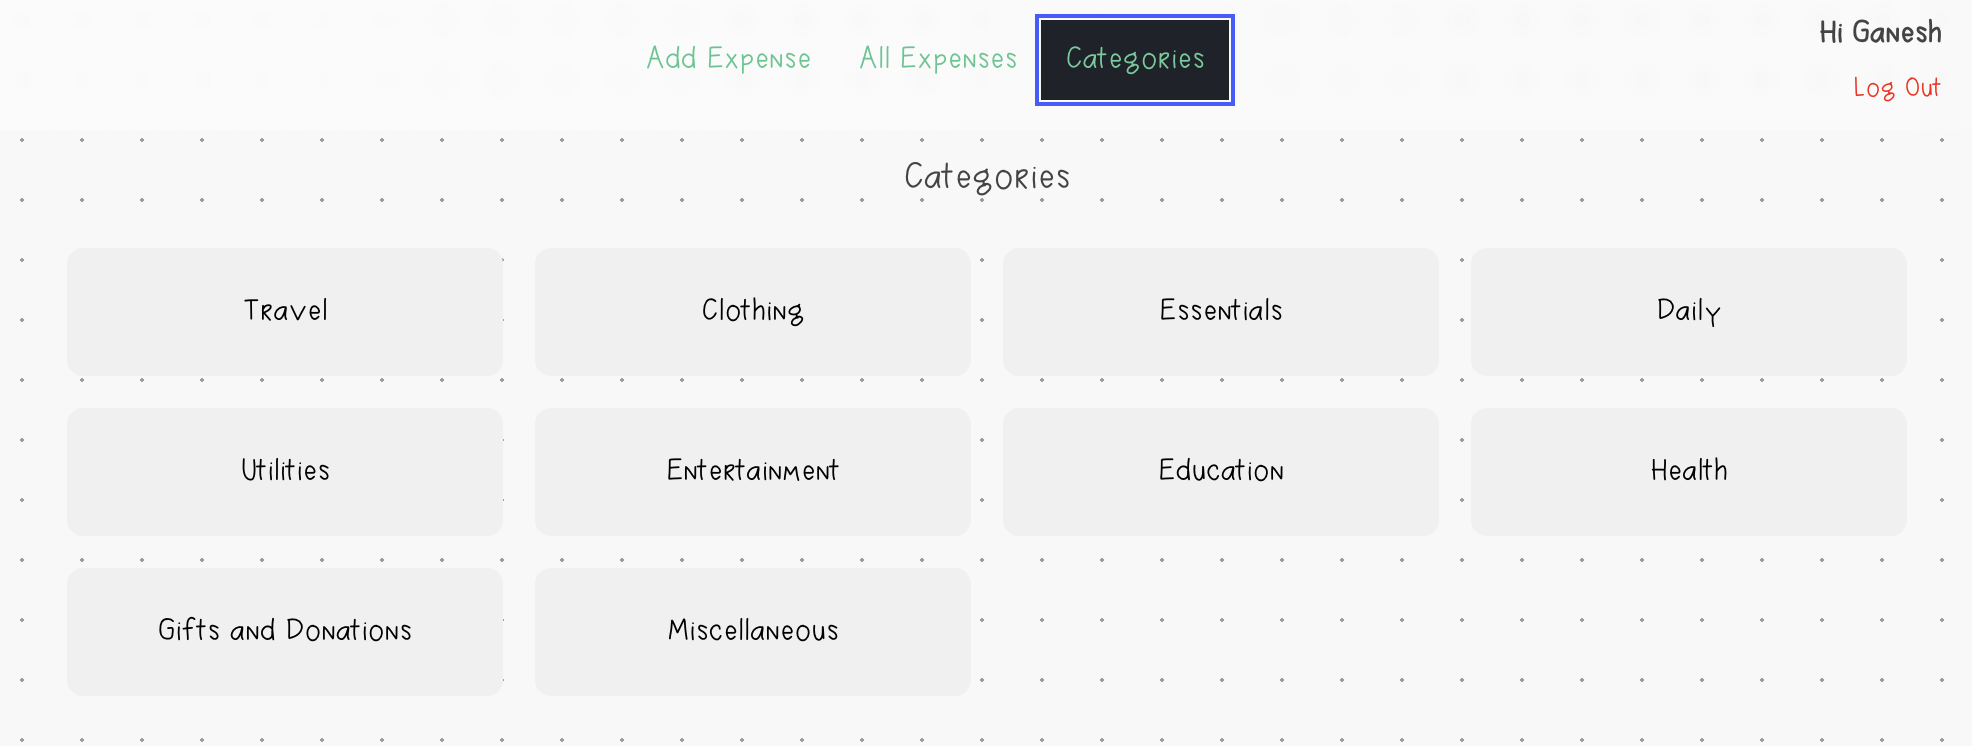 Add Expense All Expenses Categories
Hi Ganesh
Log Out
Categories
Travel Clothing Essentials Daily
Utilities Entertainment Education Health
Gifts and Donations Miscellaneous